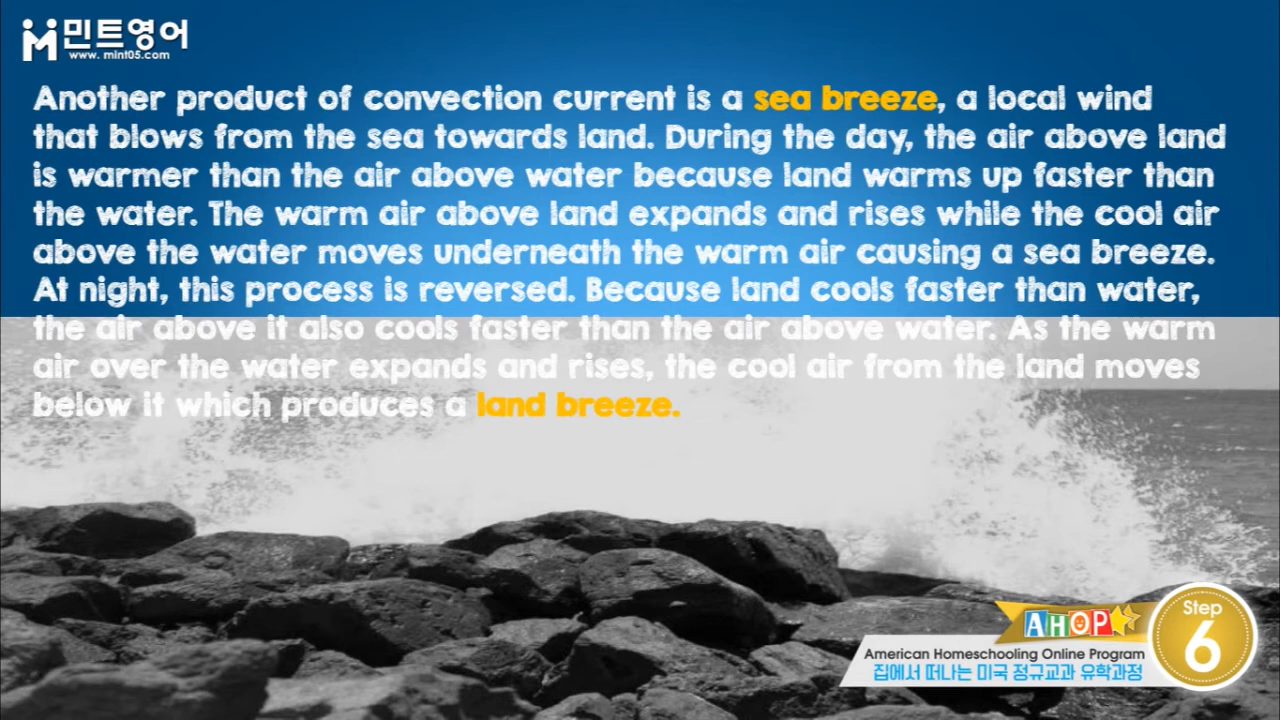 민트영어
www.mint05.com
Another product of convection current is a sea breeze, a local wind
that blows from the sea towards land. During the day, the air above land
is warmer than the air above water because land warms up faster than
the water. The warm air above land expands and rises while the cool air
above the water moves underneath the warm air causing a sea breeze.
At night, this process is reversed. Because land cools faster than water,
the air above it also cools faster than the air above water. As the warm
air over the water expands and rises, the cool air from the land moves
below it which produces a land breeze.
AHOP
American Homeschooling Online Program
집에서 떠나는 미국 정규교과 유학과정
Step
6